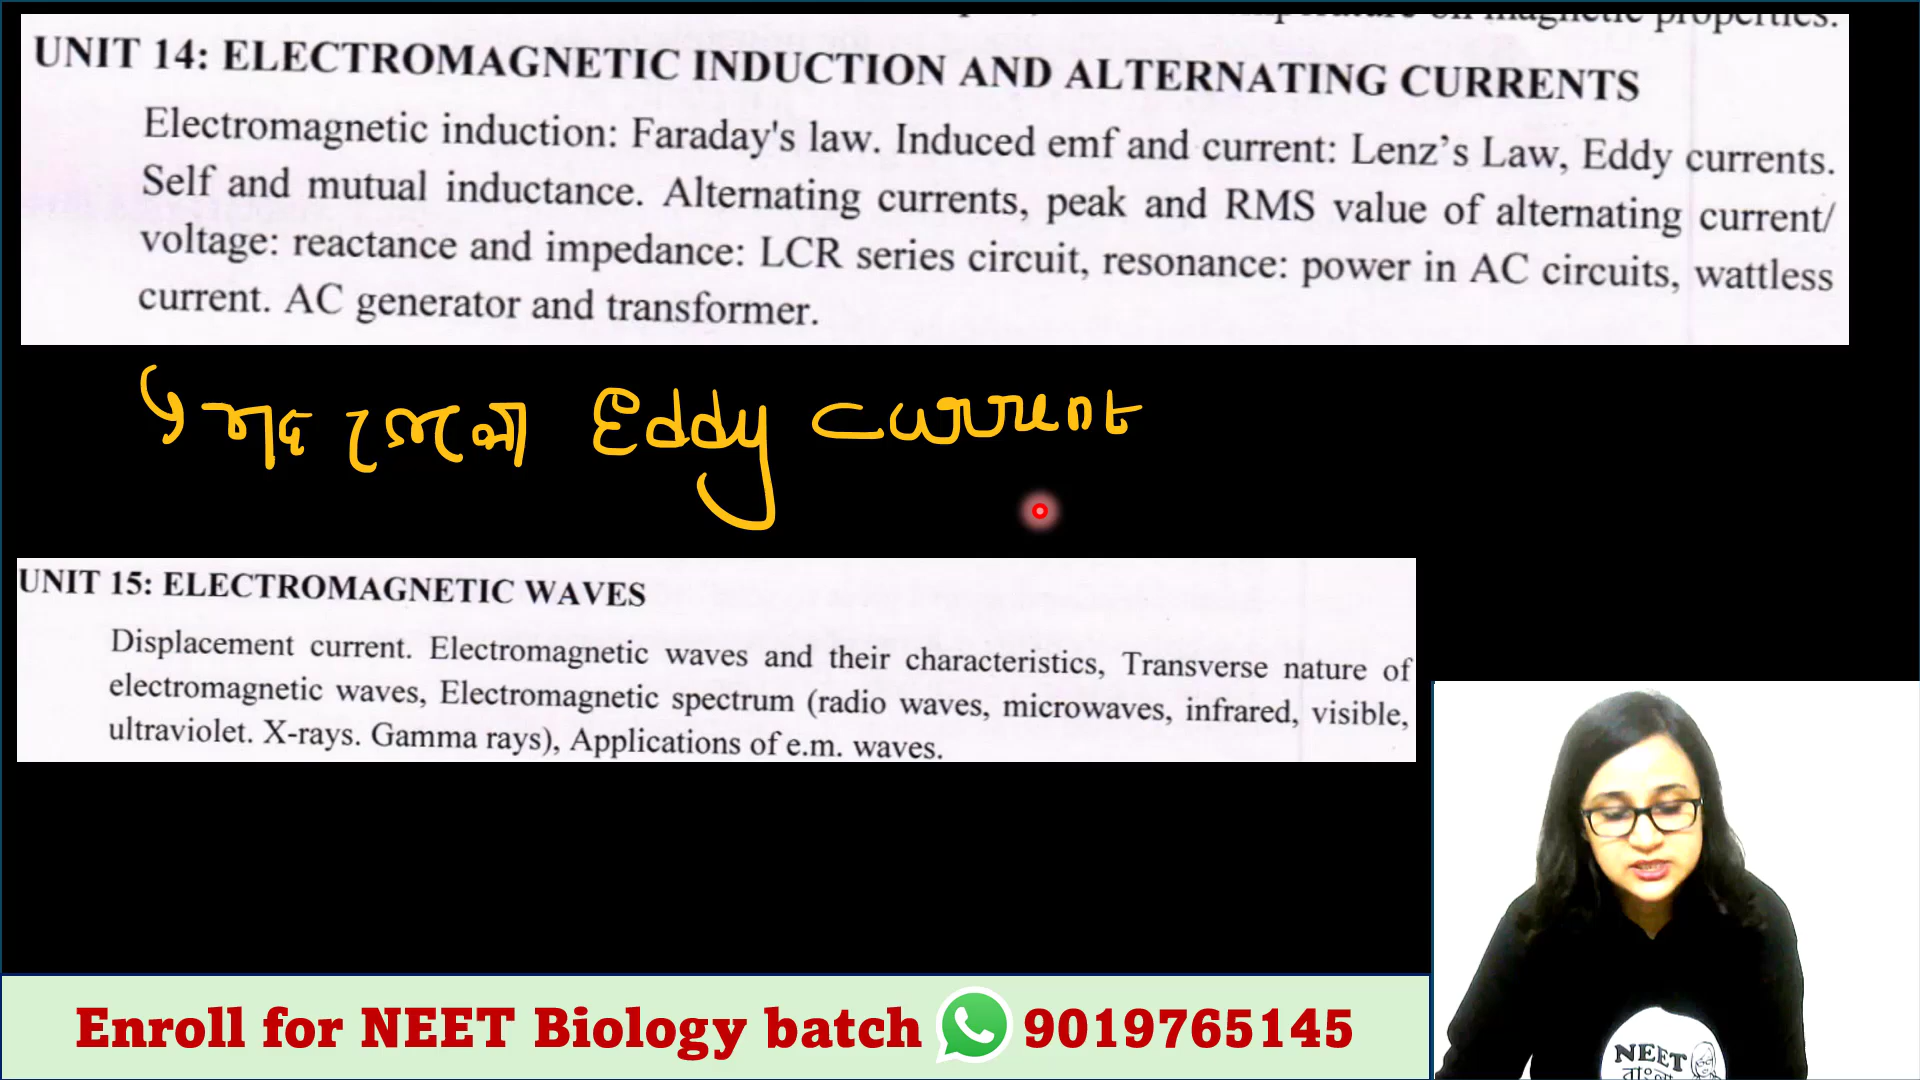 mperature on magnetic properties.
UNIT 14: ELECTROMAGNETIC INDUCTION AND ALTERNATING CURRENTS
Electromagnetic induction: Faraday's law. Induced emf and current: Lenz’s Law, Eddy currents.
Self and mutual inductance. Alternating currents, peak and RMS value of alternating current/
voltage: reactance and impedance: LCR series circuit, resonance: power in AC circuits, wattless
current. AC generator and transformer.
বাদ গেলো Eddy current
UNIT 15: ELECTROMAGNETIC WAVES
Displacement current. Electromagnetic waves and their characteristics, Transverse nature of
electromagnetic waves, Electromagnetic spectrum (radio waves, microwaves, infrared, visible,
ultraviolet. X-rays. Gamma rays), Applications of e.m. waves.
Enroll for NEET Biology batch 9019765145
NEET
বাংলা